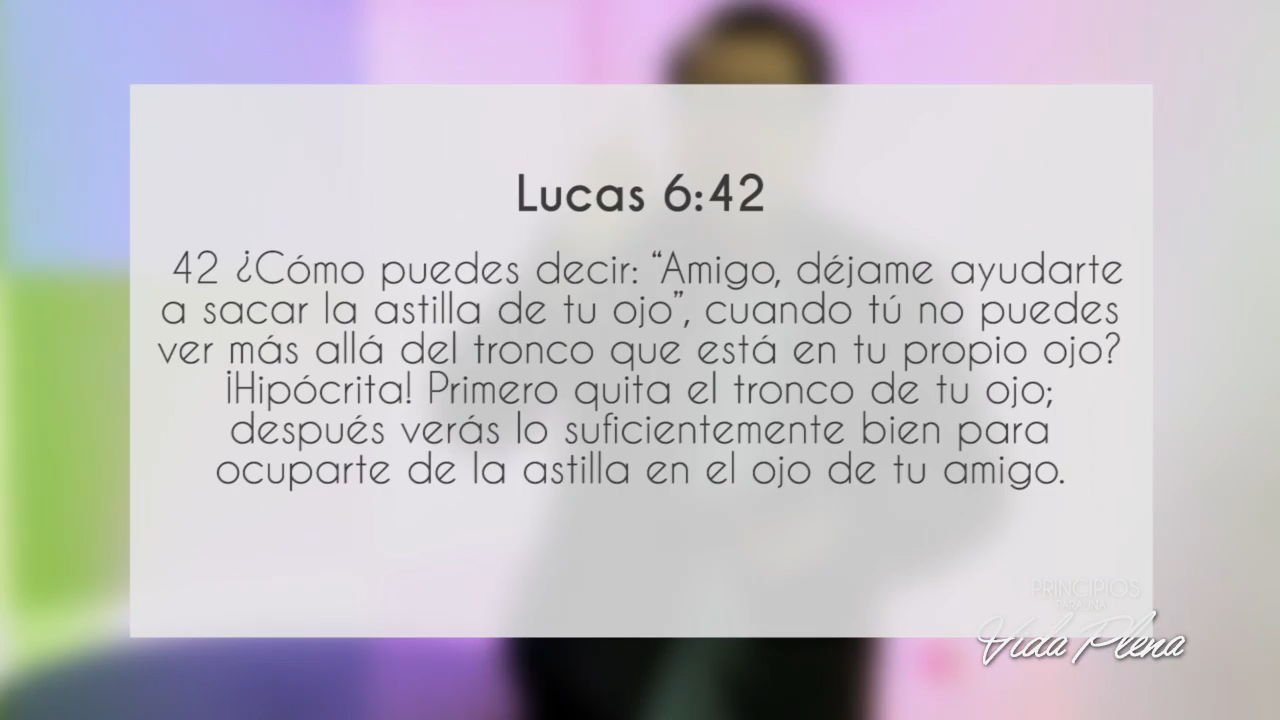 Lucas 6:42
42 ¿Cómo puedes decir: “Amigo, déjame ayudarte
a sacar la astilla de tu ojo”, cuando tú no puedes
ver más allá del tronco que está en tu propio ojo?
¡Hipócrita! Primero quita el tronco de tu ojo;
después verás lo suficientemente bien para
ocuparte de la astilla en el ojo de tu amigo.
PRINCIPIOS
PARA UNA
Vida Plena